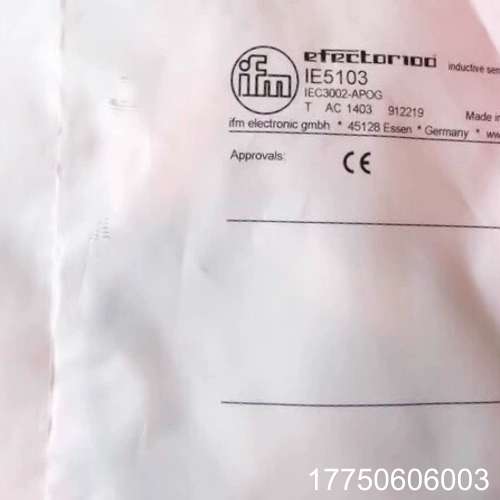 ifm
efector100 inductive sen
IE5103
IEC3002-APOG
T AC 1403 912219 Made in
ifm electronic gmbh * 45128 Essen * Germany * ww
Approvals: CE
17750606003